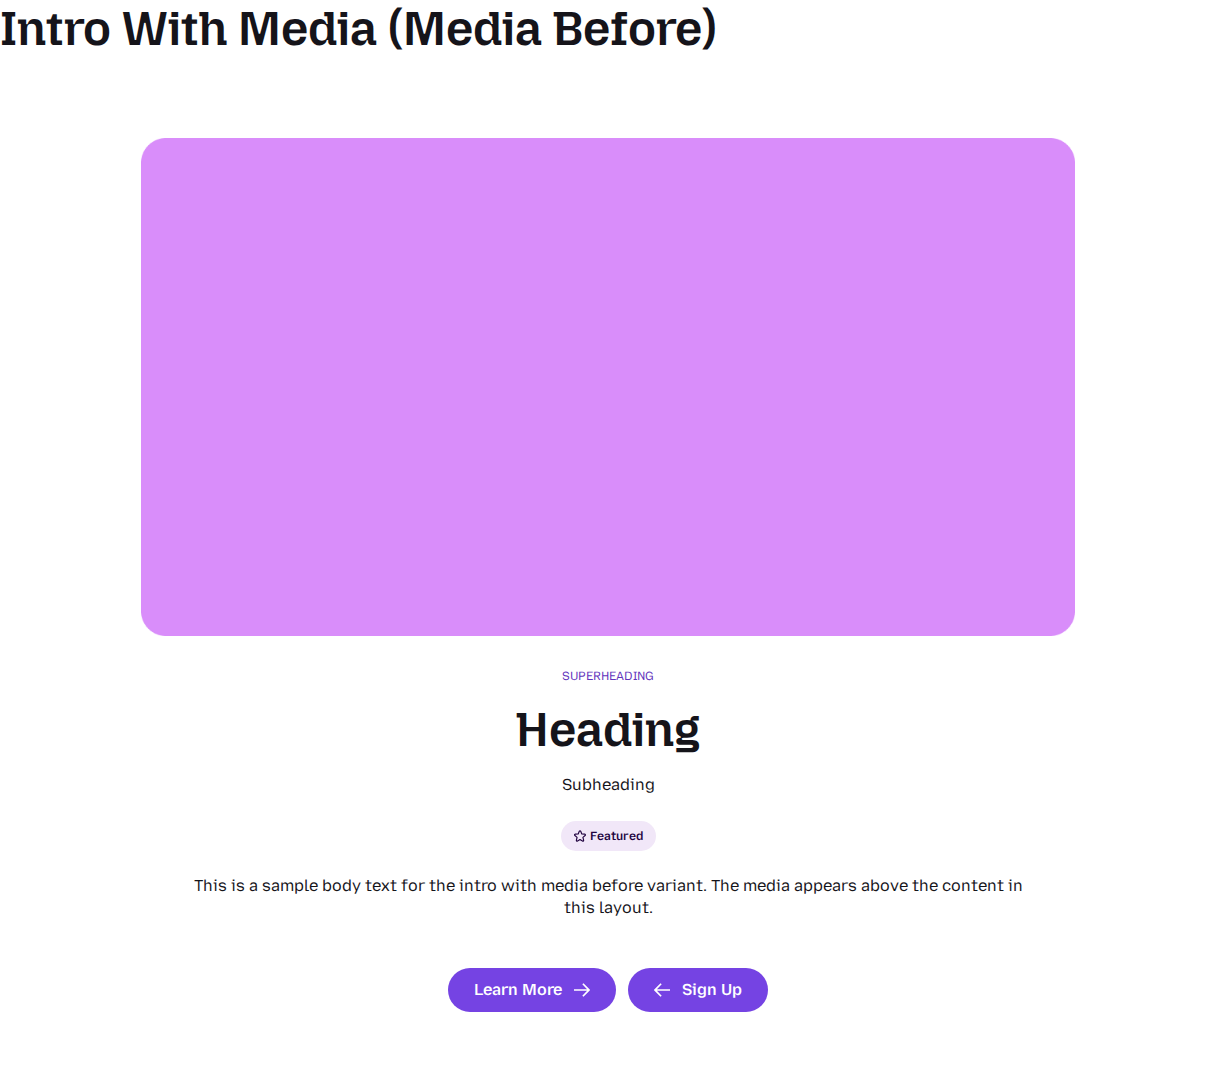 Intro With Media (Media Before)
SUPERHEADING
Heading
Subheading
Featured
This is a sample body text for the intro with media before variant. The media appears above the content in
this layout.
Learn More
Sign Up